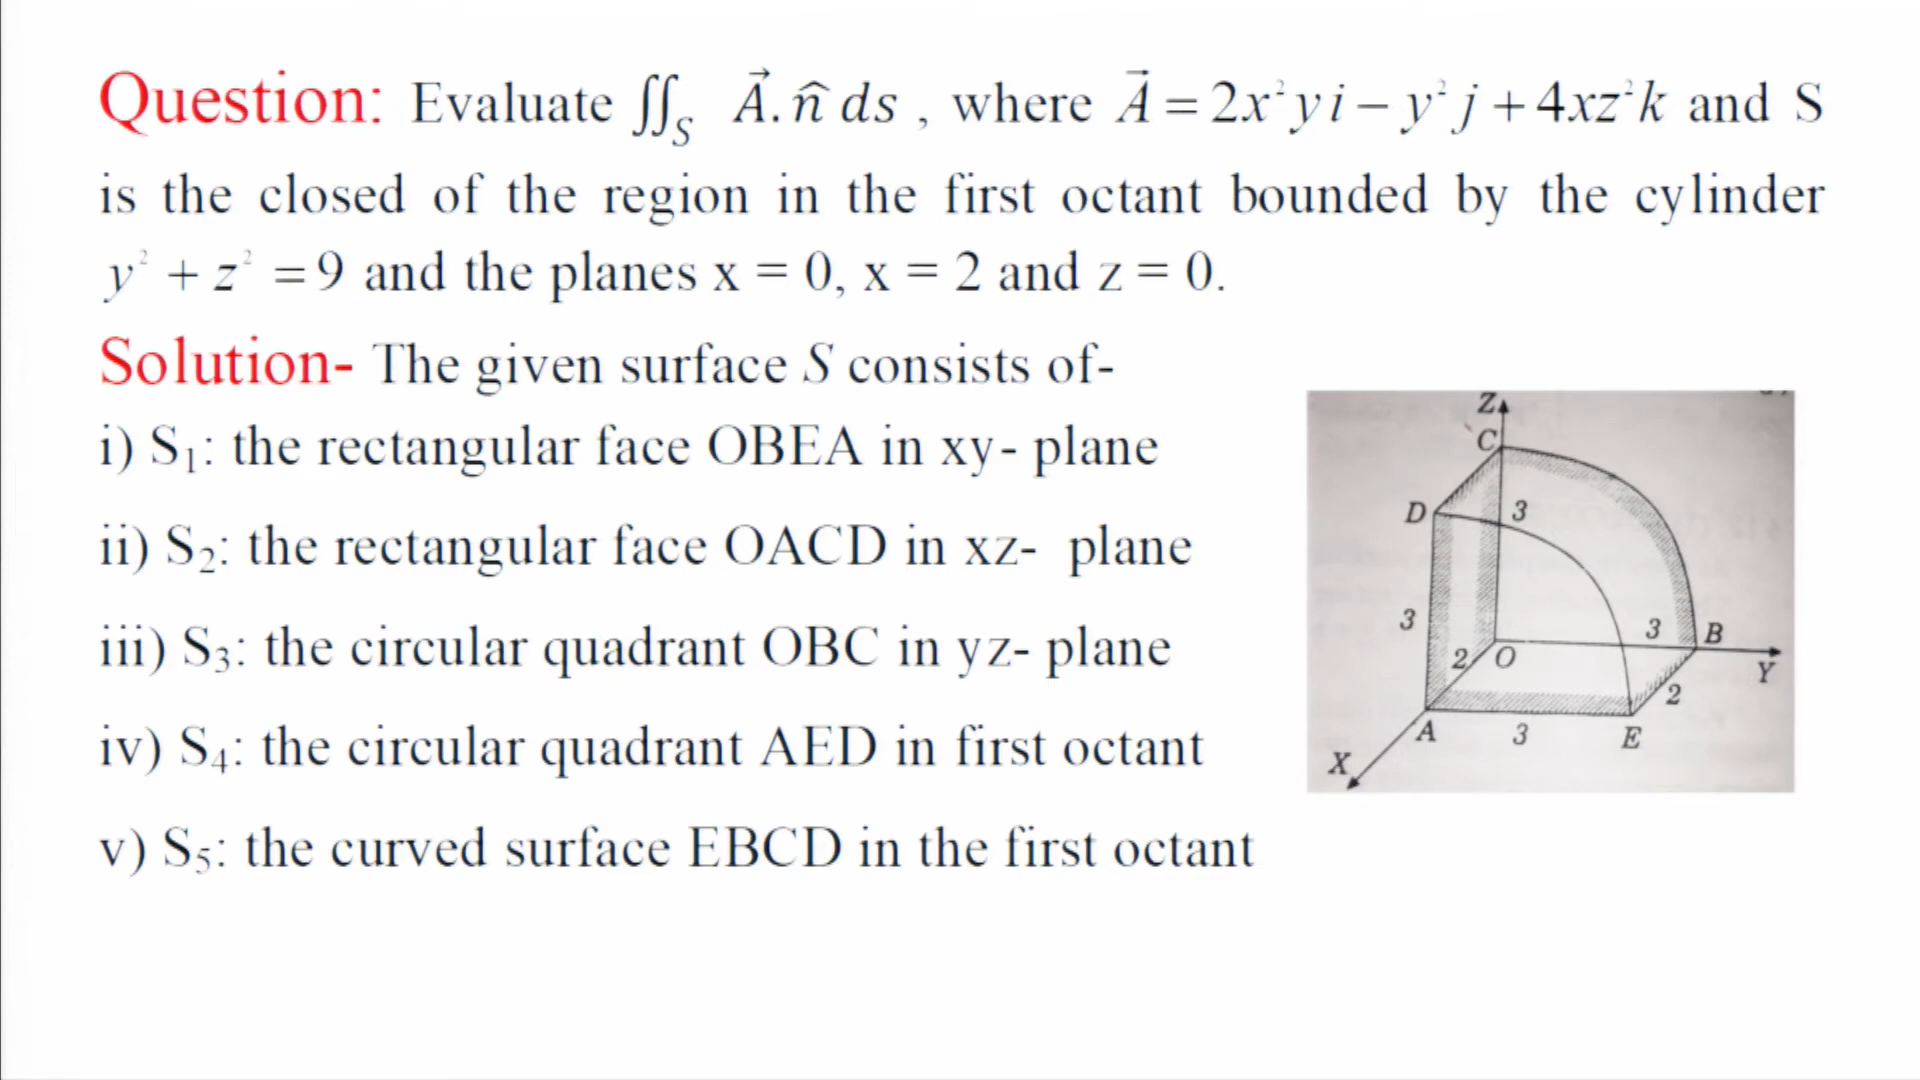 Question: Evaluate ∬_S A⃗. n̂ ds , where A⃗ = 2x²yi − y²j + 4xz²k and S
is the closed of the region in the first octant bounded by the cylinder
y² + z² = 9 and the planes x = 0, x = 2 and z = 0.
Solution- The given surface S consists of-
i) S₁: the rectangular face OBEA in xy- plane
ii) S₂: the rectangular face OACD in xz- plane
iii) S₃: the circular quadrant OBC in yz- plane
iv) S₄: the circular quadrant AED in first octant
v) S₅: the curved surface EBCD in the first octant
Z
C
D 3
3 3 B
2 O Y
2
A 3 E
X